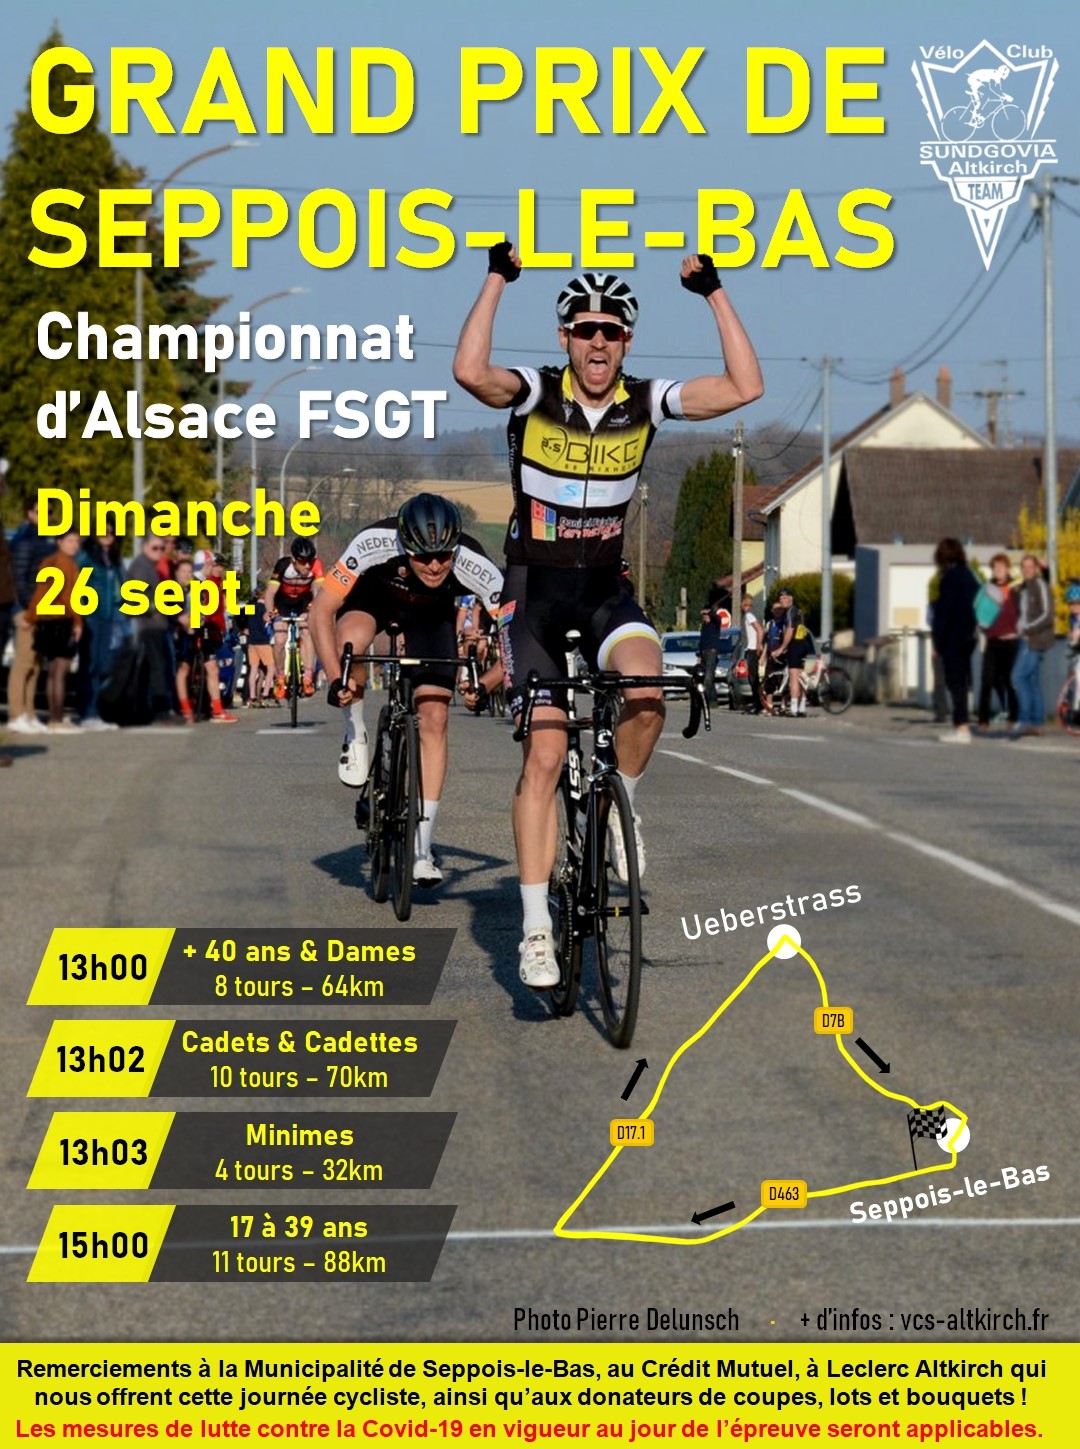 GRAND PRIX DE
SEPPOIS-LE-BAS
Vélo Club
SUNDGOVIA
Altkirch
TEAM
Championnat
d'Alsace FSGT
Dimanche
26 sept.
BIKE
NEDEY
NEDEY
Ueberstrass
D7B
D17.1
D463
Seppois-le-Bas
13h00
+ 40 ans & Dames
8 tours – 64km
13h02
Cadets & Cadettes
10 tours – 70km
13h03
Minimes
4 tours – 32km
15h00
17 à 39 ans
11 tours – 88km
Photo Pierre Delunsch · + d'infos : vcs-altkirch.fr
Remerciements à la Municipalité de Seppois-le-Bas, au Crédit Mutuel, à Leclerc Altkirch qui
nous offrent cette journée cycliste, ainsi qu'aux donateurs de coupes, lots et bouquets !
Les mesures de lutte contre la Covid-19 en vigueur au jour de l'épreuve seront applicables.